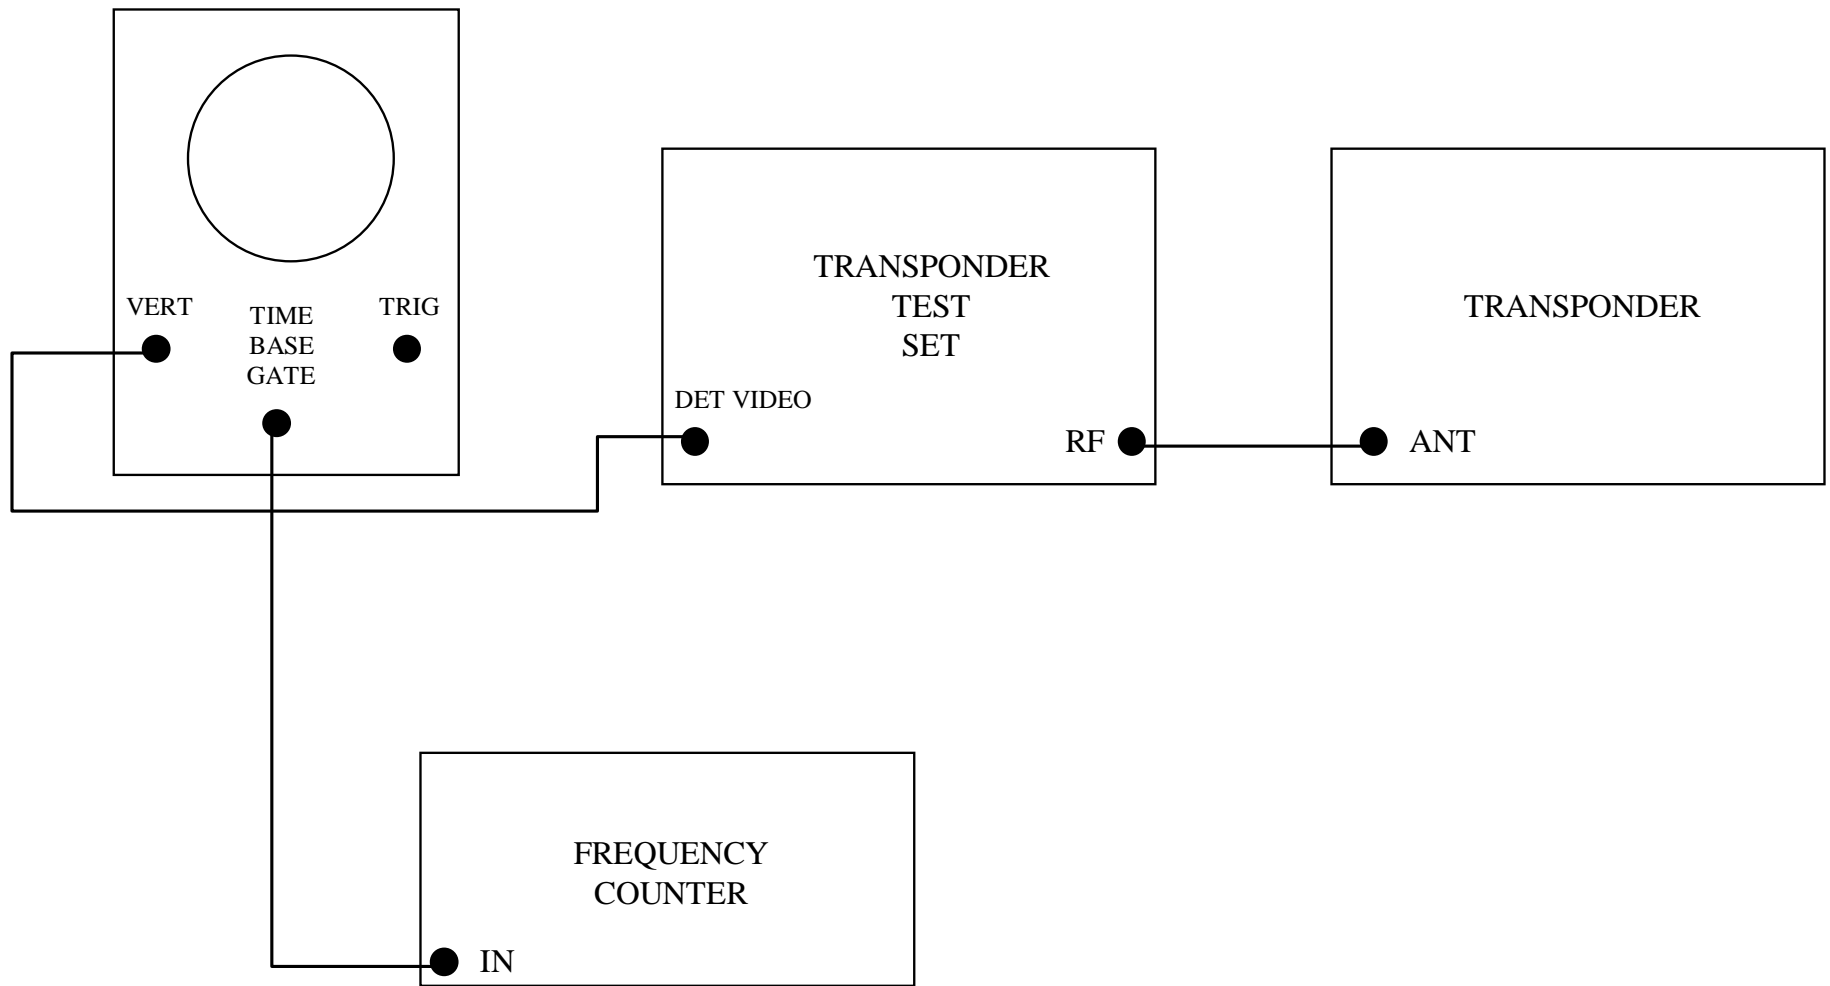 VERT
TIME
BASE
GATE
TRIG
TRANSPONDER
TEST
SET
DET VIDEO
RF
TRANSPONDER
ANT
FREQUENCY
COUNTER
IN